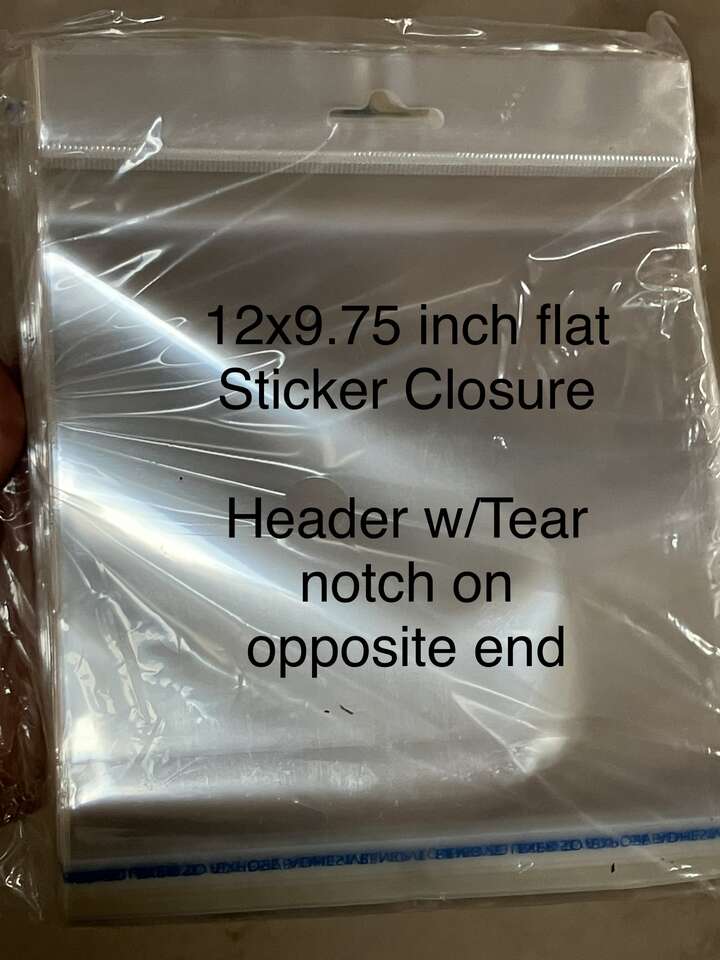 12x9.75 inch flat
Sticker Closure
Header w/Tear
notch on
opposite end